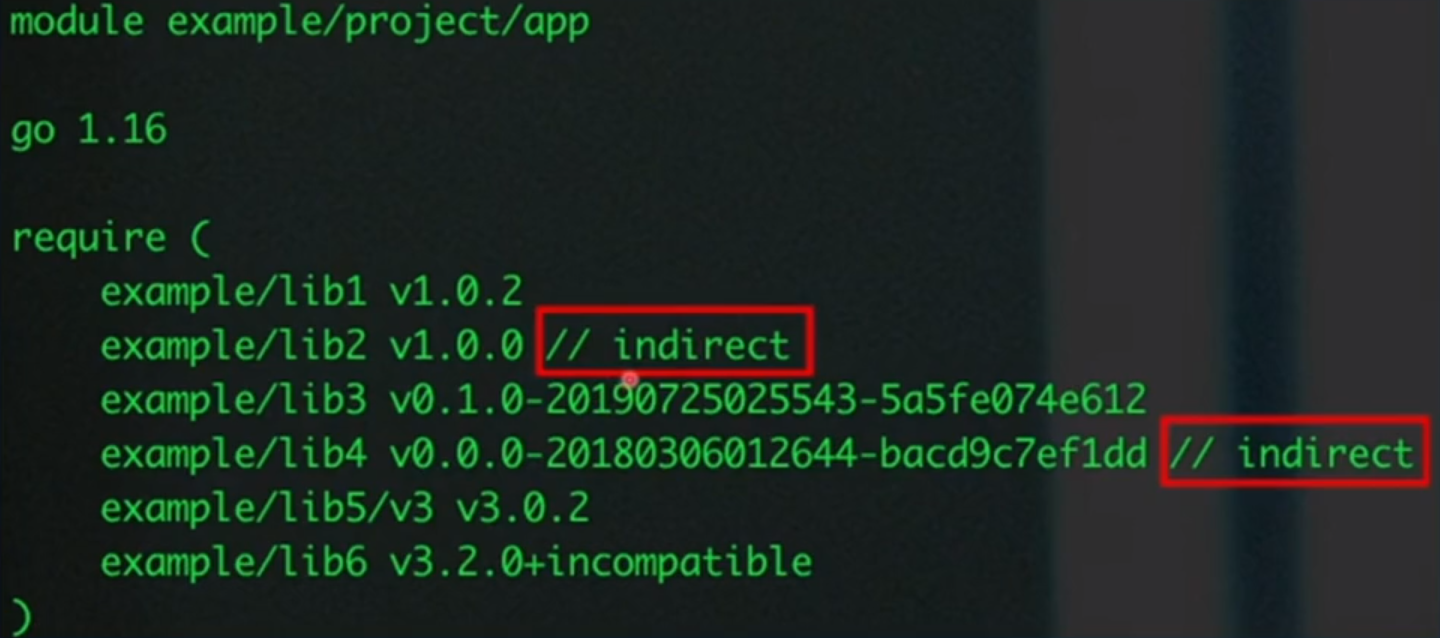 module example/project/app
go 1.16
require (
example/lib1 v1.0.2
example/lib2 v1.0.0 // indirect
example/lib3 v0.1.0-20190725025543-5a5fe074e612
example/lib4 v0.0.0-20180306012644-bacd9c7ef1dd // indirect
example/lib5/v3 v3.0.2
example/lib6 v3.2.0+incompatible
)